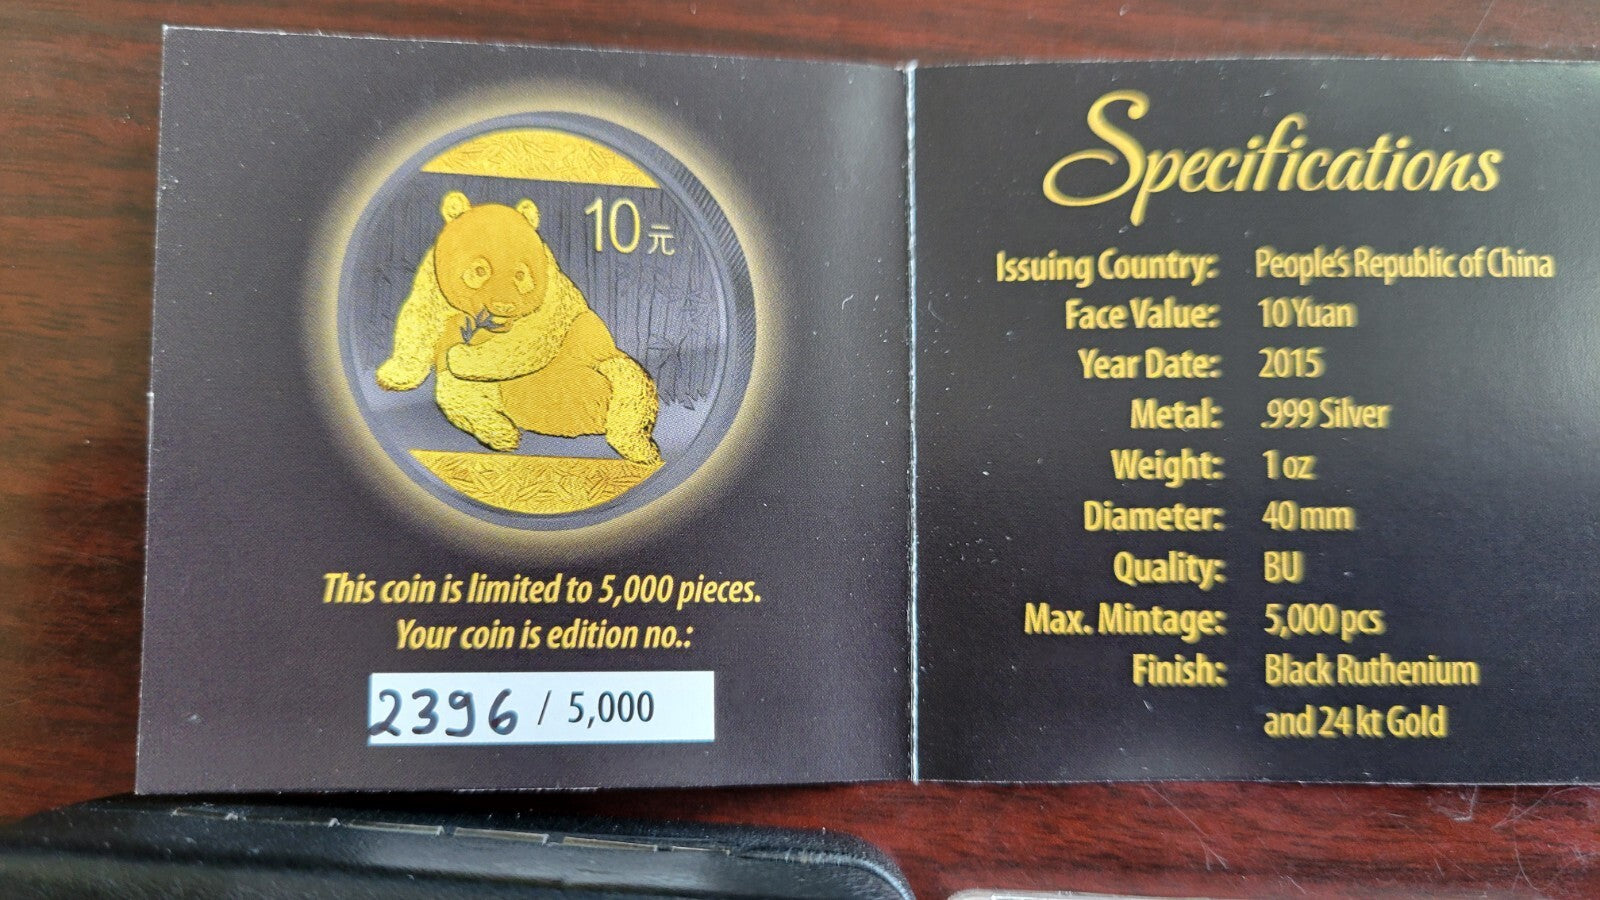 10元
This coin is limited to 5,000 pieces.
Your coin is edition no.:
2396 / 5,000
Specifications
Issuing Country: People's Republic of China
Face Value: 10 Yuan
Year Date: 2015
Metal: .999 Silver
Weight: 1 oz
Diameter: 40 mm
Quality: BU
Max. Mintage: 5,000 pcs
Finish: Black Ruthenium
and 24 kt Gold